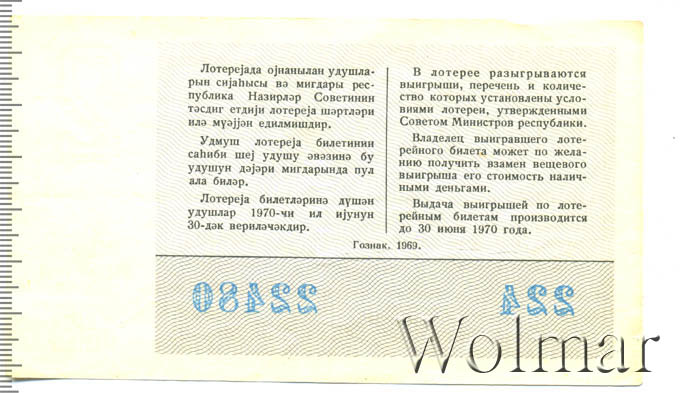 Лотерејада ојнанылан удушла-
рын сијаһысы вә мигдары рес-
публика Назирләр Советинин
тәсдиг етдији лотереја шәртләри
илә мүәјјән едилмишдир.
Удмуш лотереја билетинин
саһиби шеј удушу әвәзинә бу
удушун дәјәри мигдарында пул
ала биләр.
Лотереја билетләринә дүшән
удушлар 1970-чи ил ијунун
30-дәк вериләчәкдир.
В лотерее разыгрываются
выигрыши, перечень и количе-
ство которых установлены усло-
виями лотереи, утвержденными
Советом Министров республики.
Владелец выигравшего лоте-
рейного билета может по жела-
нию получить взамен вещевого
выигрыша его стоимость налич-
ными деньгами.
Выдача выигрышей по лоте-
рейным билетам производится
до 30 июня 1970 года.
Гознак. 1969.
22480 224
Wolmar